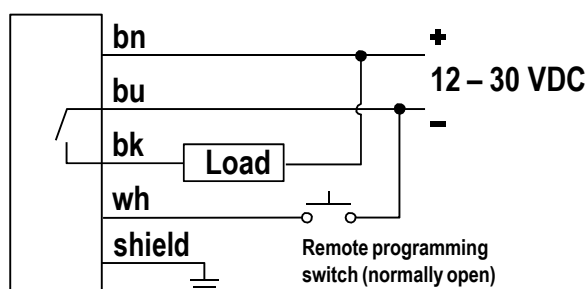 bn
+
12 – 30 VDC
bu
–
bk
Load
wh
shield
Remote programming
switch (normally open)